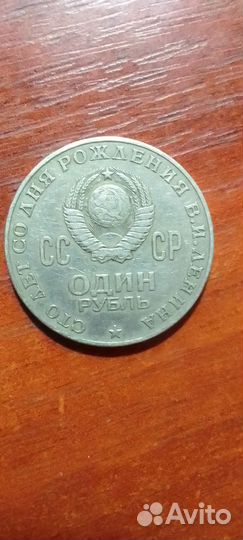 СТО ЛЕТ СО ДНЯ РОЖДЕНИЯ В.И.ЛЕНИНА
СС СР
ОДИН
РУБЛЬ
Avito